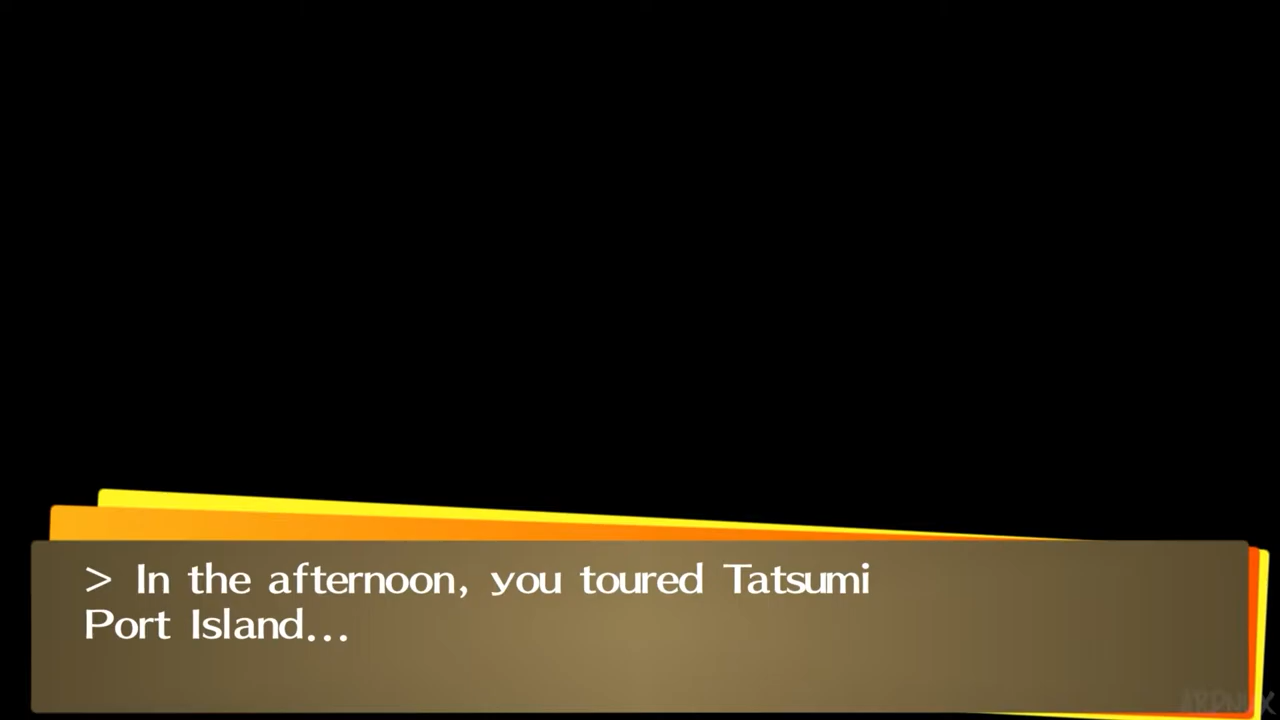 > In the afternoon, you toured Tatsumi
Port Island...